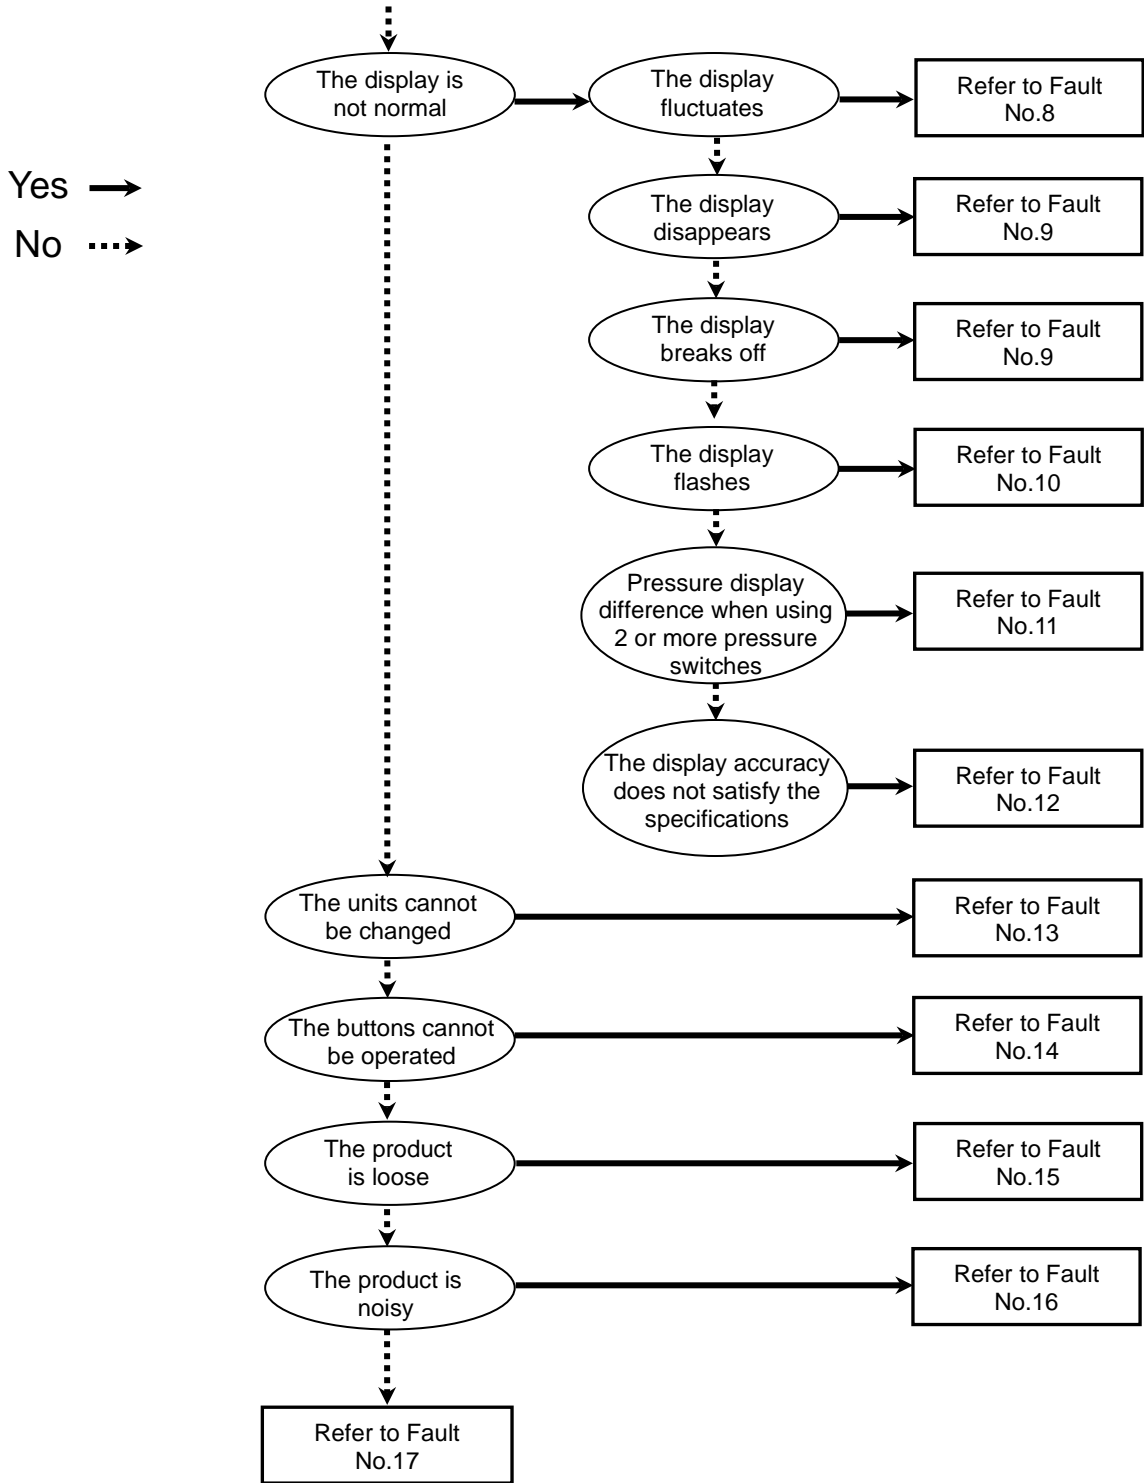 The display is
not normal
The display
fluctuates
Refer to Fault
No.8
Yes
No
The display
disappears
Refer to Fault
No.9
The display
breaks off
Refer to Fault
No.9
The display
flashes
Refer to Fault
No.10
Pressure display
difference when using
2 or more pressure
switches
Refer to Fault
No.11
The display accuracy
does not satisfy the
specifications
Refer to Fault
No.12
The units cannot
be changed
Refer to Fault
No.13
The buttons cannot
be operated
Refer to Fault
No.14
The product
is loose
Refer to Fault
No.15
The product is
noisy
Refer to Fault
No.16
Refer to Fault
No.17